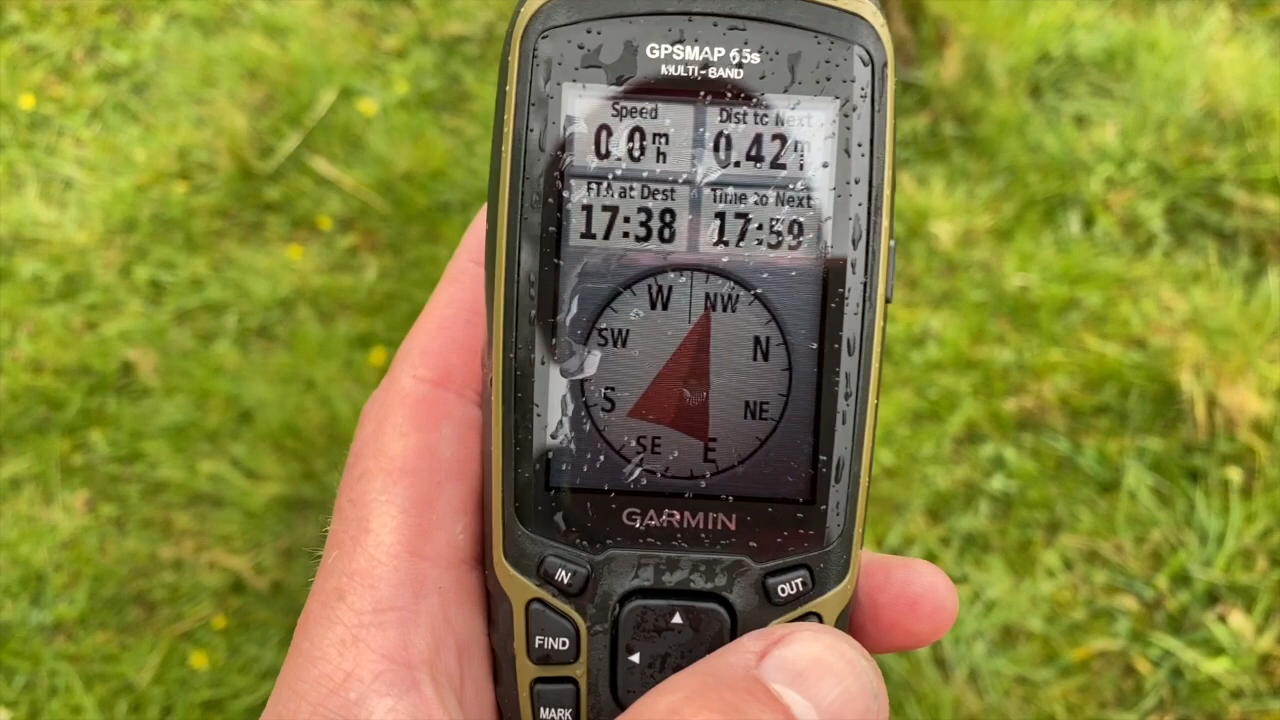 GPSMAP 65s
MULTI-BAND
Speed
0.0 mh
Dist to Next
0.42
ETA at Dest
17:38
Time to Next
17:59
W
NW
SW
N
S
NE
SE
E
GARMIN
IN
OUT
FIND
MARK